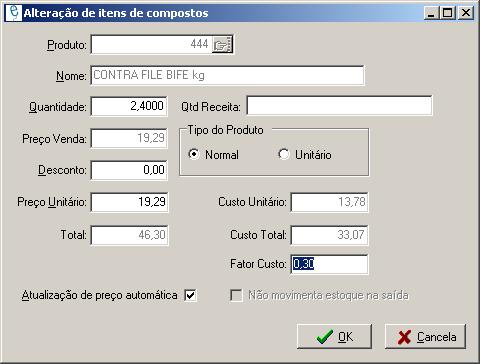 Alteração de itens de compostos
Produto: 444
Nome: CONTRA FILE BIFE kg
Quantidade: 2,4000 Qtd Receita:
Preço Venda: 19,29 Tipo do Produto
Normal Unitário
Desconto: 0,00
Preço Unitário: 19,29 Custo Unitário: 13,78
Total: 46,30 Custo Total: 33,07
Fator Custo: 0,30
Atualização de preço automática Não movimenta estoque na saída
OK Cancela